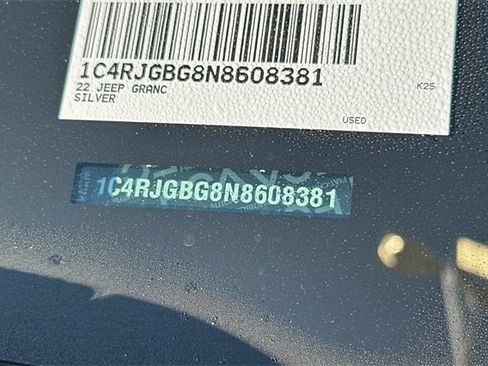 1C4RJGBG8N8608381
22 JEEP GRANC
K25
SILVER
USED
1C4RJGBG8N8608381